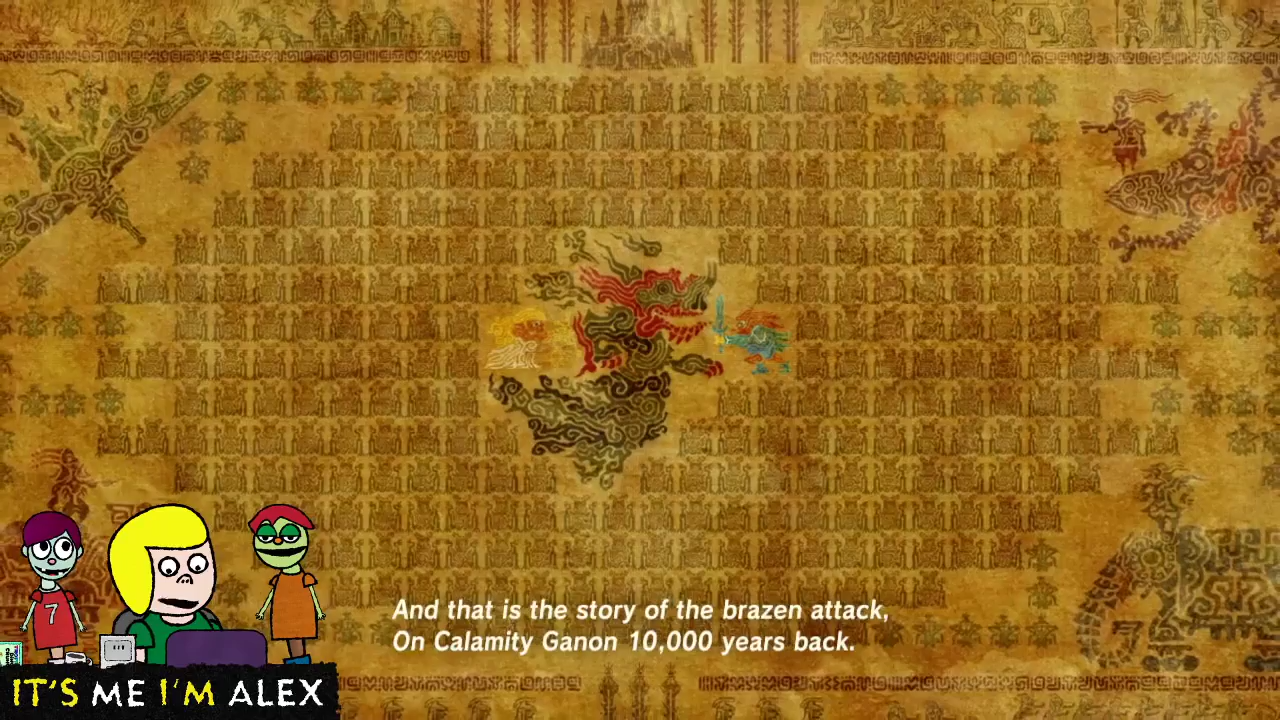 And that is the story of the brazen attack,
On Calamity Ganon 10,000 years back.
7
IT'S ME I'M ALEX